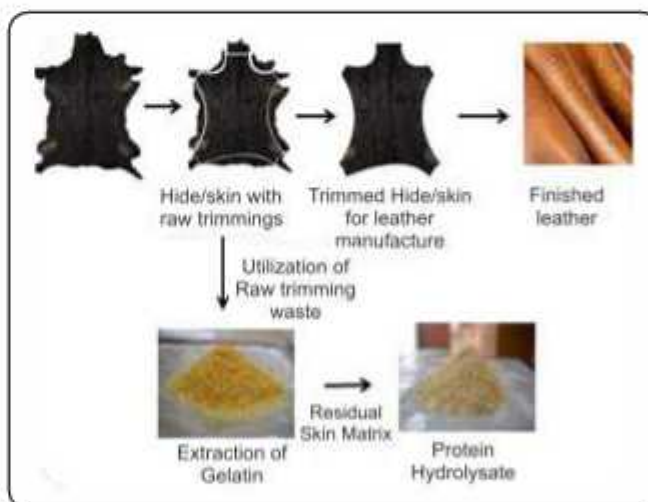 Hide/skin with
raw trimmings
Trimmed Hide/skin
for leather
manufacture
Finished
leather
Utilization of
Raw trimming
waste
Extraction of
Gelatin
Residual
Skin Matrix
Protein
Hydrolysate